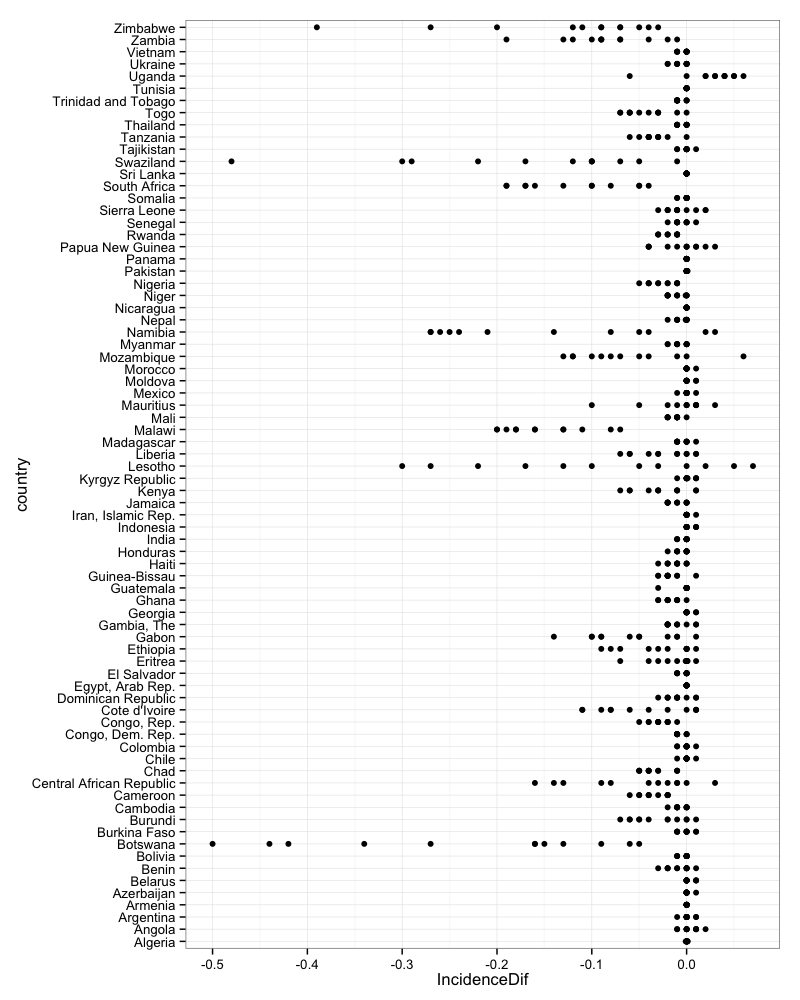 Zimbabwe
Zambia
Vietnam
Ukraine
Uganda
Tunisia
Trinidad and Tobago
Togo
Thailand
Tanzania
Tajikistan
Swaziland
Sri Lanka
South Africa
Somalia
Sierra Leone
Senegal
Rwanda
Papua New Guinea
Panama
Pakistan
Nigeria
Niger
Nicaragua
Nepal
Namibia
Myanmar
Mozambique
Morocco
Moldova
Mexico
Mauritius
Mali
Malawi
Madagascar
Liberia
Lesotho
Kyrgyz Republic
Kenya
Jamaica
Iran, Islamic Rep.
Indonesia
India
Honduras
Haiti
Guinea-Bissau
Guatemala
Ghana
Georgia
Gambia, The
Gabon
Ethiopia
Eritrea
El Salvador
Egypt, Arab Rep.
Dominican Republic
Cote d'Ivoire
Congo, Rep.
Congo, Dem. Rep.
Colombia
Chile
Chad
Central African Republic
Cameroon
Cambodia
Burundi
Burkina Faso
Botswana
Bolivia
Benin
Belarus
Azerbaijan
Armenia
Argentina
Angola
Algeria
country
-0.5 -0.4 -0.3 -0.2 -0.1 0.0
IncidenceDif